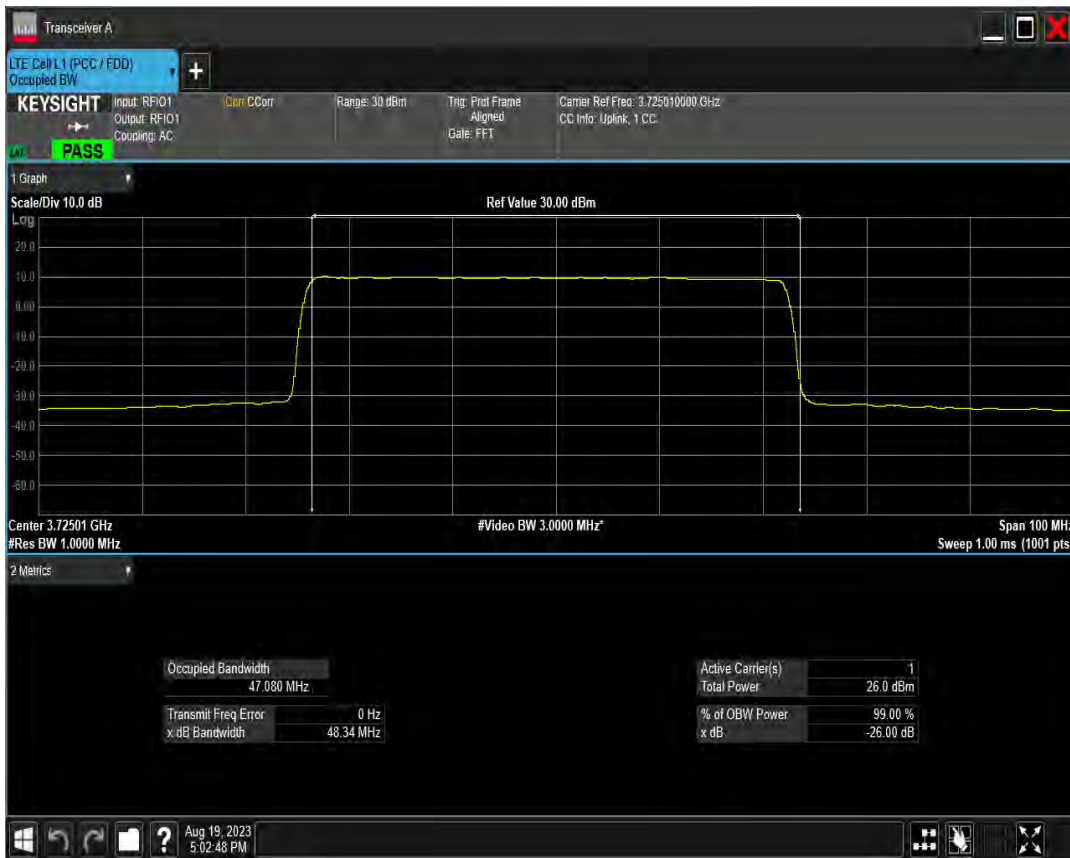 Transceiver A
LTE Cell L1 (PCC / FDD)
Occupied BW
+
KEYSIGHT
Input: RFIO1
Output: RFIO1
Coupling: AC
Corr CCorr
Range: 30 dBm
Trig: Prot Frame
Aligned
Gate: FFT
Carrier Ref Freq: 3.725010000 GHz
CC Info: Uplink, 1 CC
PASS
1 Graph
Scale/Div 10.0 dB
Ref Value 30.00 dBm
Log
20.0
10.0
0.00
-10.0
-20.0
-30.0
-40.0
-50.0
-60.0
Center 3.72501 GHz
#Video BW 3.0000 MHz*
Span 100 MHz
#Res BW 1.0000 MHz
Sweep 1.00 ms (1001 pts
2 Metrics
Occupied Bandwidth
47.080 MHz
Transmit Freq Error 0 Hz
x dB Bandwidth 48.34 MHz
Active Carrier(s) 1
Total Power 26.0 dBm
% of OBW Power 99.00 %
x dB -26.00 dB
?
Aug 19, 2023
5:02:48 PM